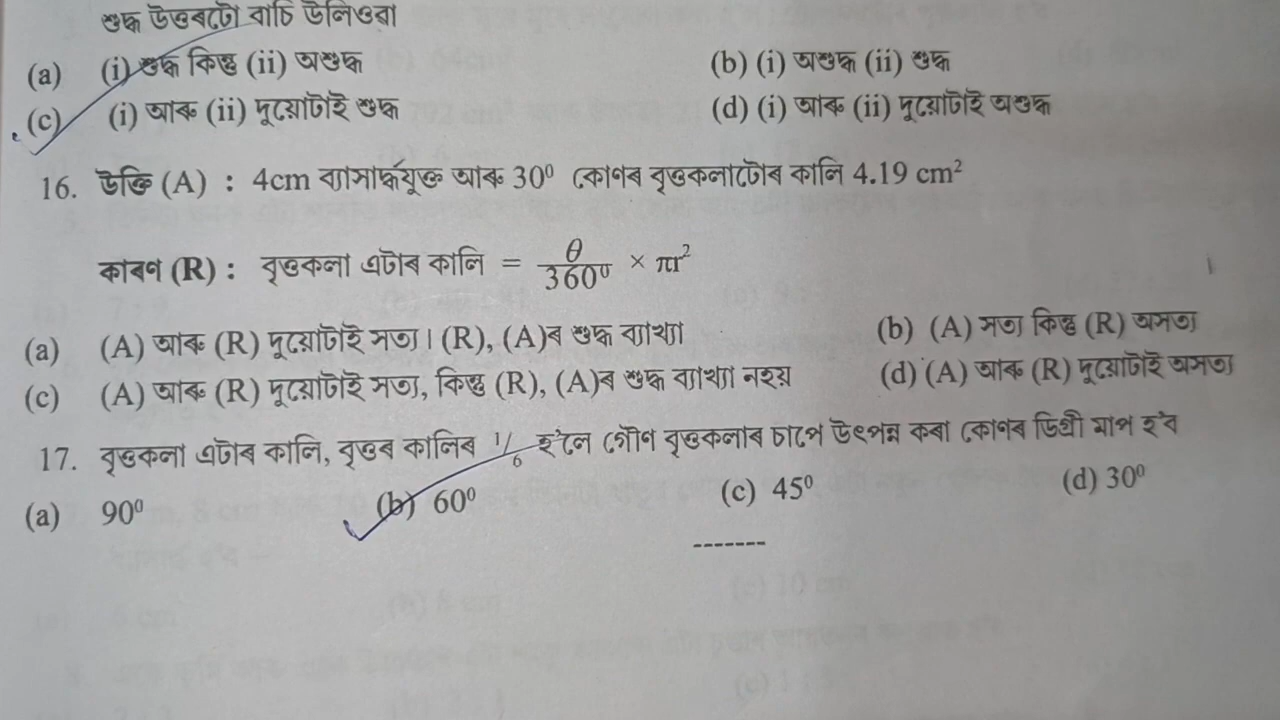 শুদ্ধ উত্তৰটো বাচি উলিওৱা
(a) (i) শুদ্ধ কিন্তু (ii) অশুদ্ধ (b) (i) অশুদ্ধ (ii) শুদ্ধ
(c) (i) আৰু (ii) দুয়োটাই শুদ্ধ (d) (i) আৰু (ii) দুয়োটাই অশুদ্ধ
16. উক্তি (A) : 4cm ব্যাসাৰ্দ্ধযুক্ত আৰু 30⁰ কোণৰ বৃত্তকলাটোৰ কালি 4.19 cm²
কাৰণ (R) : বৃত্তকলা এটাৰ কালি = θ/360⁰ × πr²
(a) (A) আৰু (R) দুয়োটাই সত্য। (R), (A)ৰ শুদ্ধ ব্যাখ্যা (b) (A) সত্য কিন্তু (R) অসত্য
(c) (A) আৰু (R) দুয়োটাই সত্য, কিন্তু (R), (A)ৰ শুদ্ধ ব্যাখ্যা নহয় (d) (A) আৰু (R) দুয়োটাই অসত্য
17. বৃত্তকলা এটাৰ কালি, বৃত্তৰ কালিৰ 1/6 হ'লে গৌণ বৃত্তকলাৰ চাপে উৎপন্ন কৰা কোণৰ ডিগ্ৰী মাপ হ'ব
(a) 90⁰ (b) 60⁰ (c) 45⁰ (d) 30⁰
-------